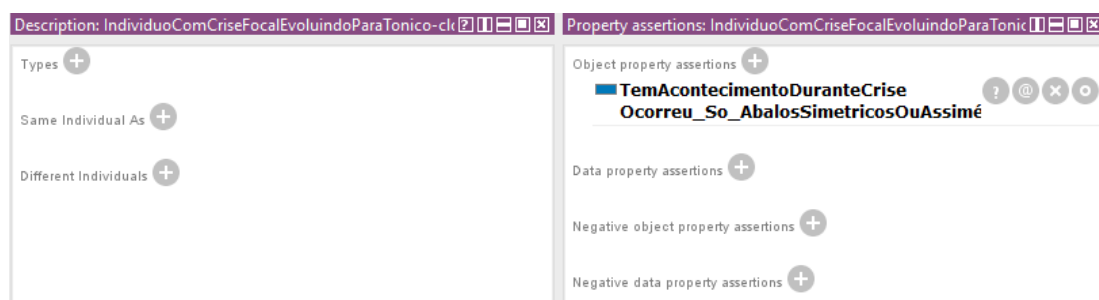 Description: IndividuoComCriseFocalEvoluindoParaTonico-clc
Types
Same Individual As
Different Individuals
Property assertions: IndividuoComCriseFocalEvoluindoParaTonic
Object property assertions
TemAcontecimentoDuranteCrise
Ocorreu_So_AbalosSimetricosOuAssimé
Data property assertions
Negative object property assertions
Negative data property assertions